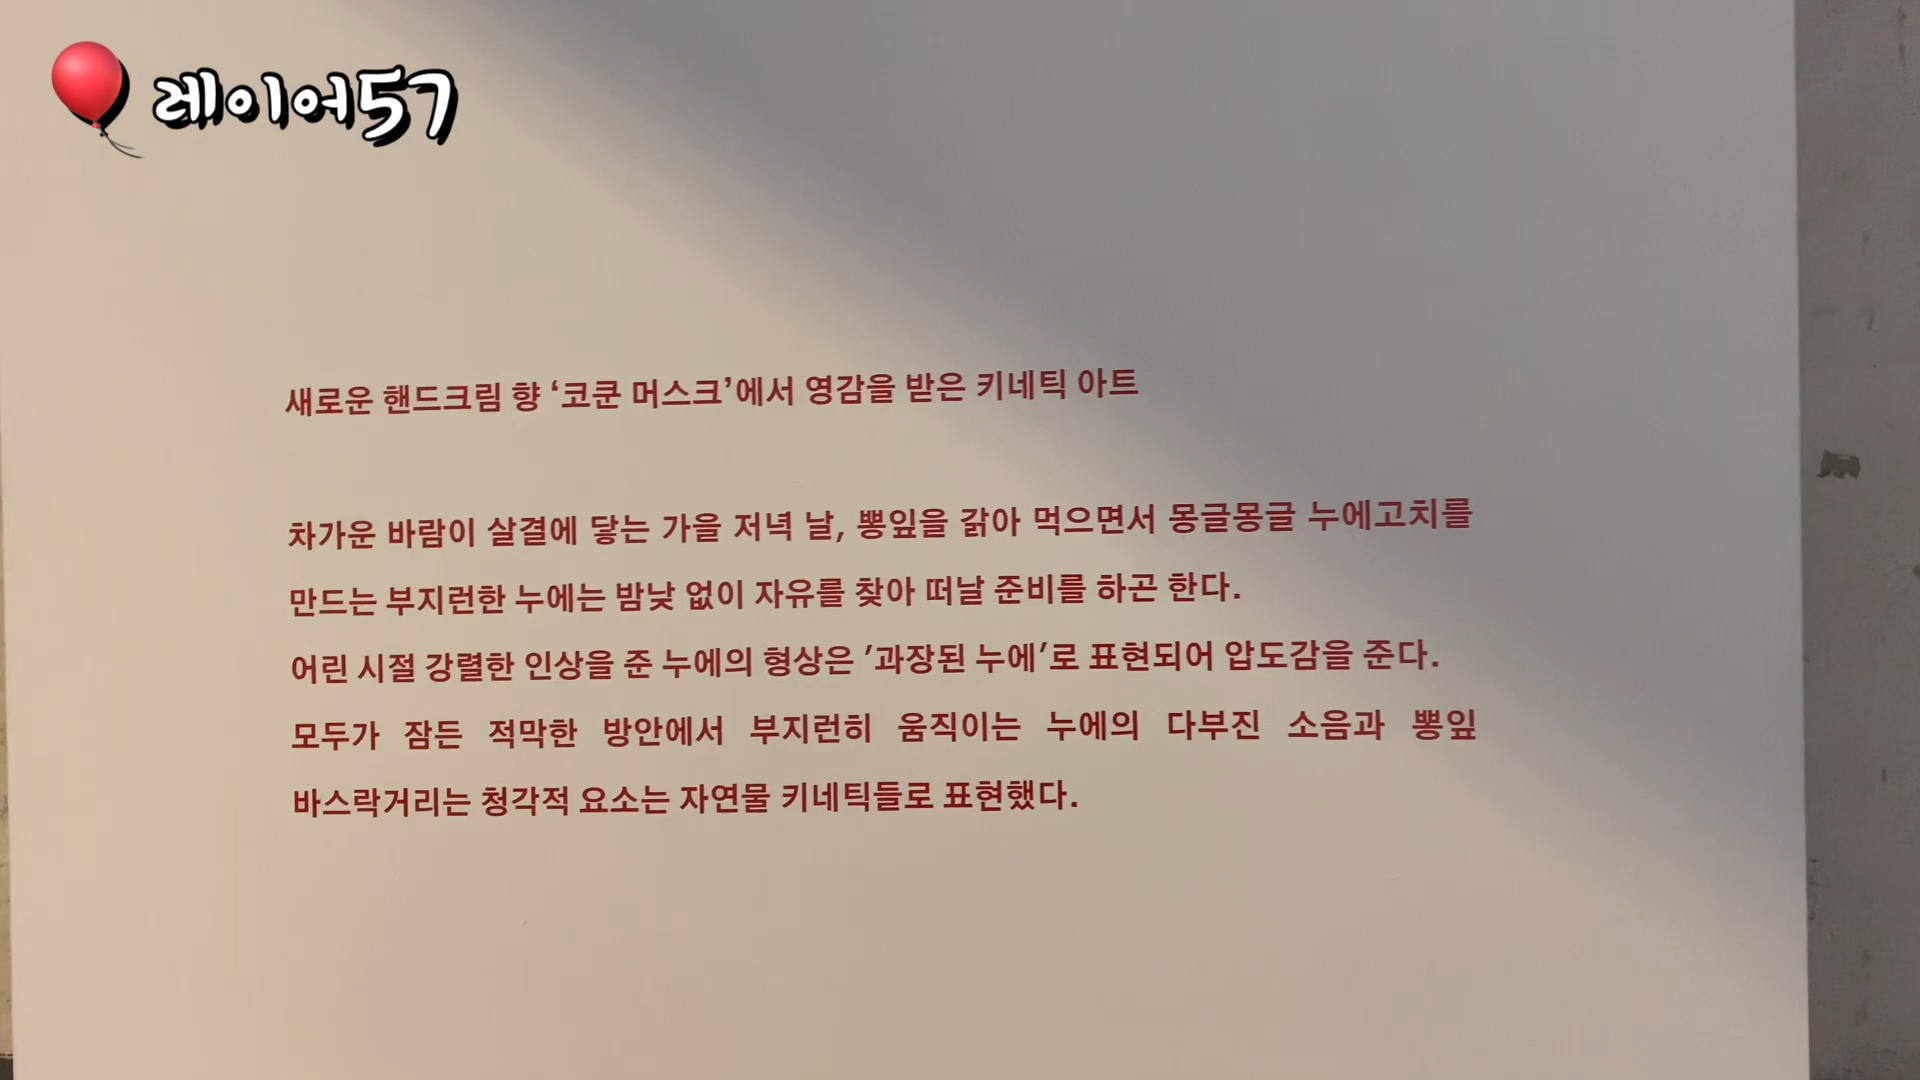 레이어57
새로운 핸드크림 향 ‘코쿤 머스크’에서 영감을 받은 키네틱 아트
차가운 바람이 살결에 닿는 가을 저녁 날, 뽕잎을 갉아 먹으면서 몽글몽글 누에고치를
만드는 부지런한 누에는 밤낮 없이 자유를 찾아 떠날 준비를 하곤 한다.
어린 시절 강렬한 인상을 준 누에의 형상은 ’과장된 누에’로 표현되어 압도감을 준다.
모두가 잠든 적막한 방안에서 부지런히 움직이는 누에의 다부진 소음과 뽕잎
바스락거리는 청각적 요소는 자연물 키네틱들로 표현했다.